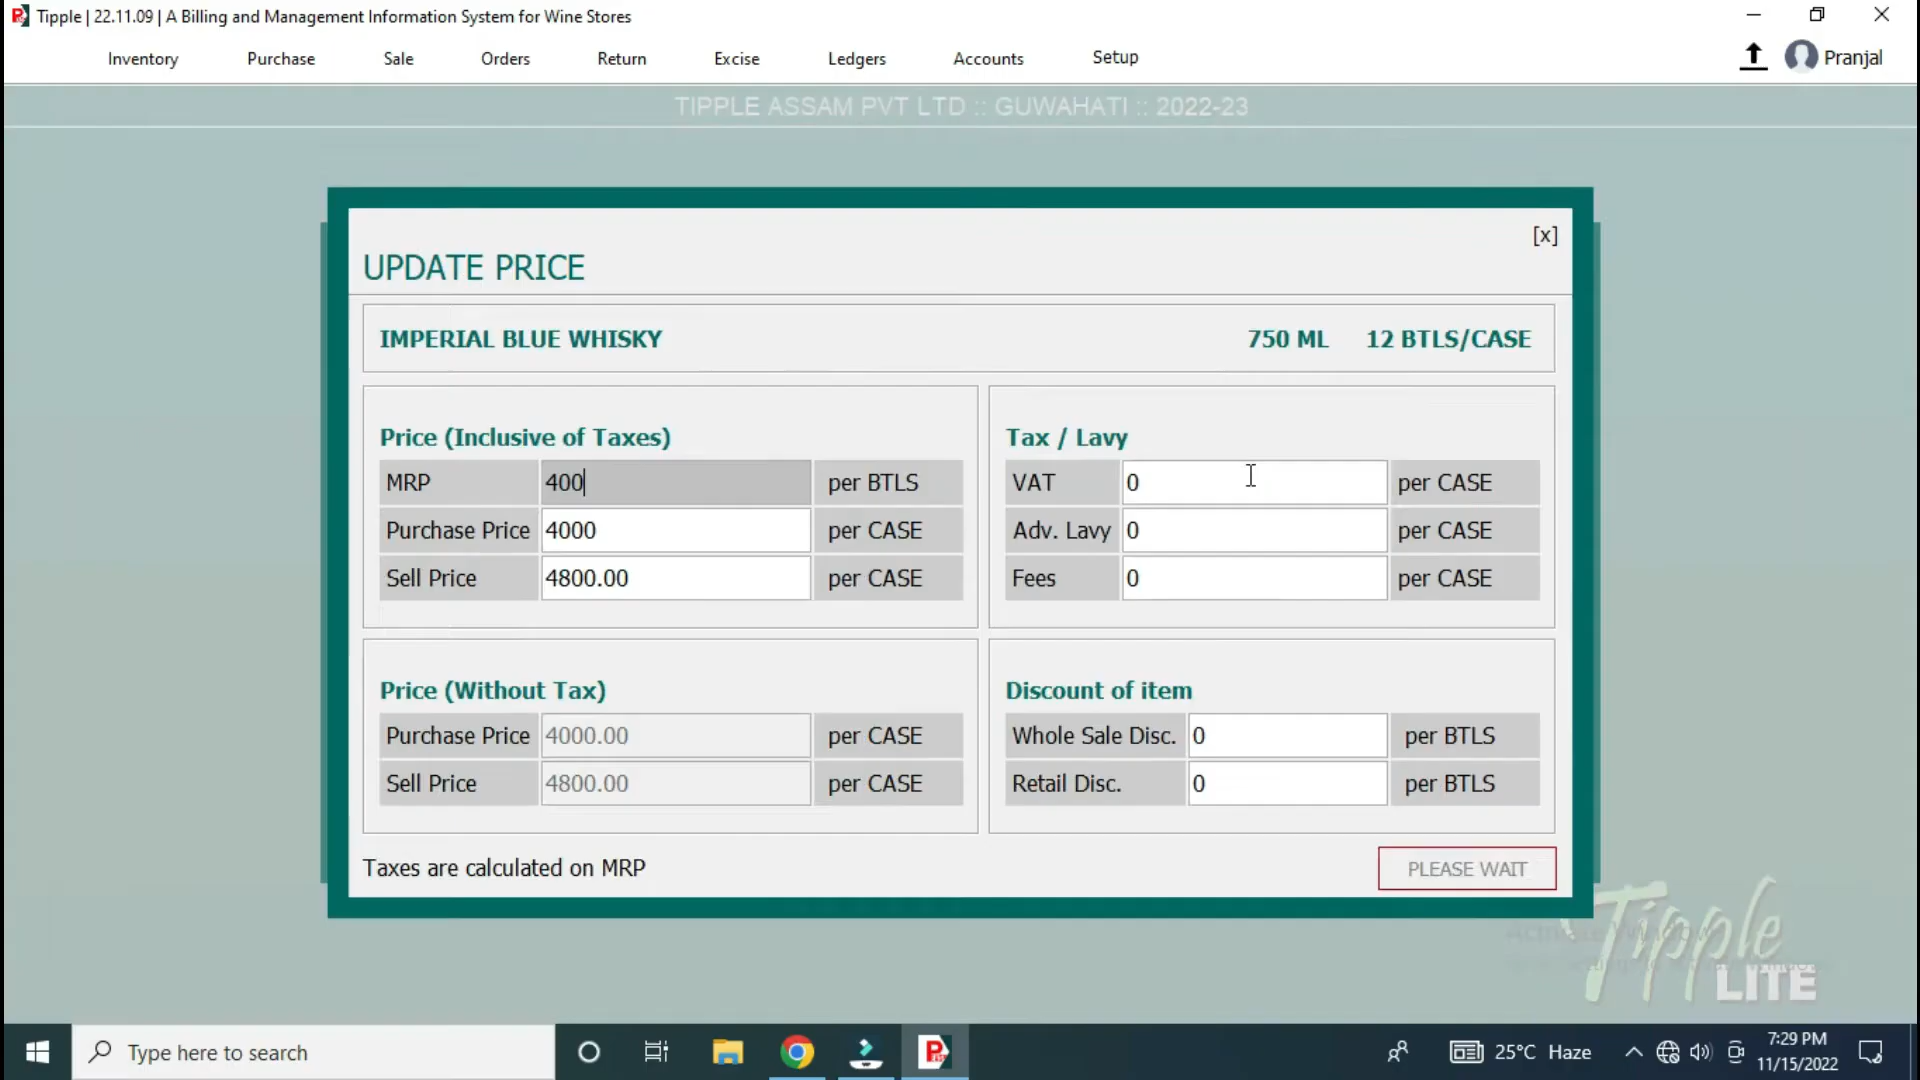 Tipple | 22.11.09 | A Billing and Management Information System for Wine Stores
Inventory Purchase Sale Orders Return Excise Ledgers Accounts Setup Pranjal
TIPPLE ASSAM PVT LTD :: GUWAHATI :: 2022-23
[x]
UPDATE PRICE
IMPERIAL BLUE WHISKY 750 ML 12 BTLS/CASE
Price (Inclusive of Taxes)
MRP 400 per BTLS
Purchase Price 4000 per CASE
Sell Price 4800.00 per CASE
Tax / Lavy
VAT 0 per CASE
Adv. Lavy 0 per CASE
Fees 0 per CASE
Price (Without Tax)
Purchase Price 4000.00 per CASE
Sell Price 4800.00 per CASE
Discount of item
Whole Sale Disc. 0 per BTLS
Retail Disc. 0 per BTLS
Taxes are calculated on MRP
PLEASE WAIT
Tipple
LITE
Type here to search
25°C Haze
7:29 PM
11/15/2022